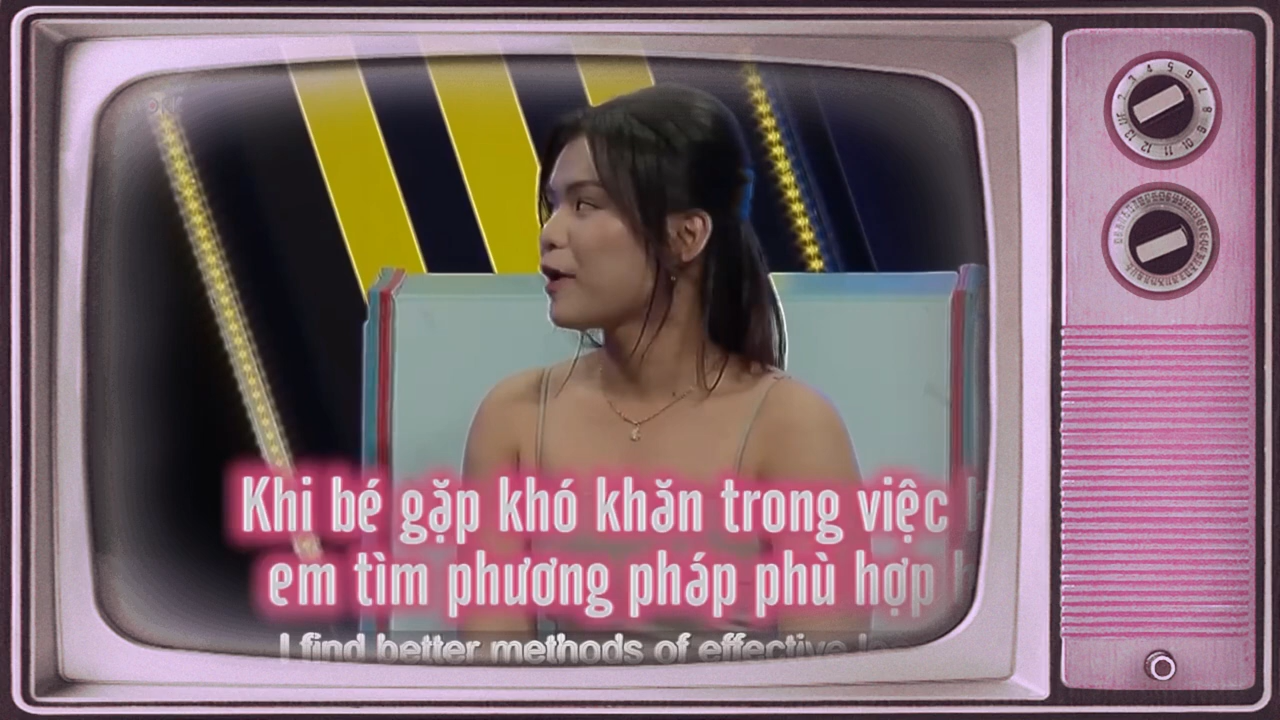 Khi bé gặp khó khăn trong việc
em tìm phương pháp phù hợp
I find better methods of effective